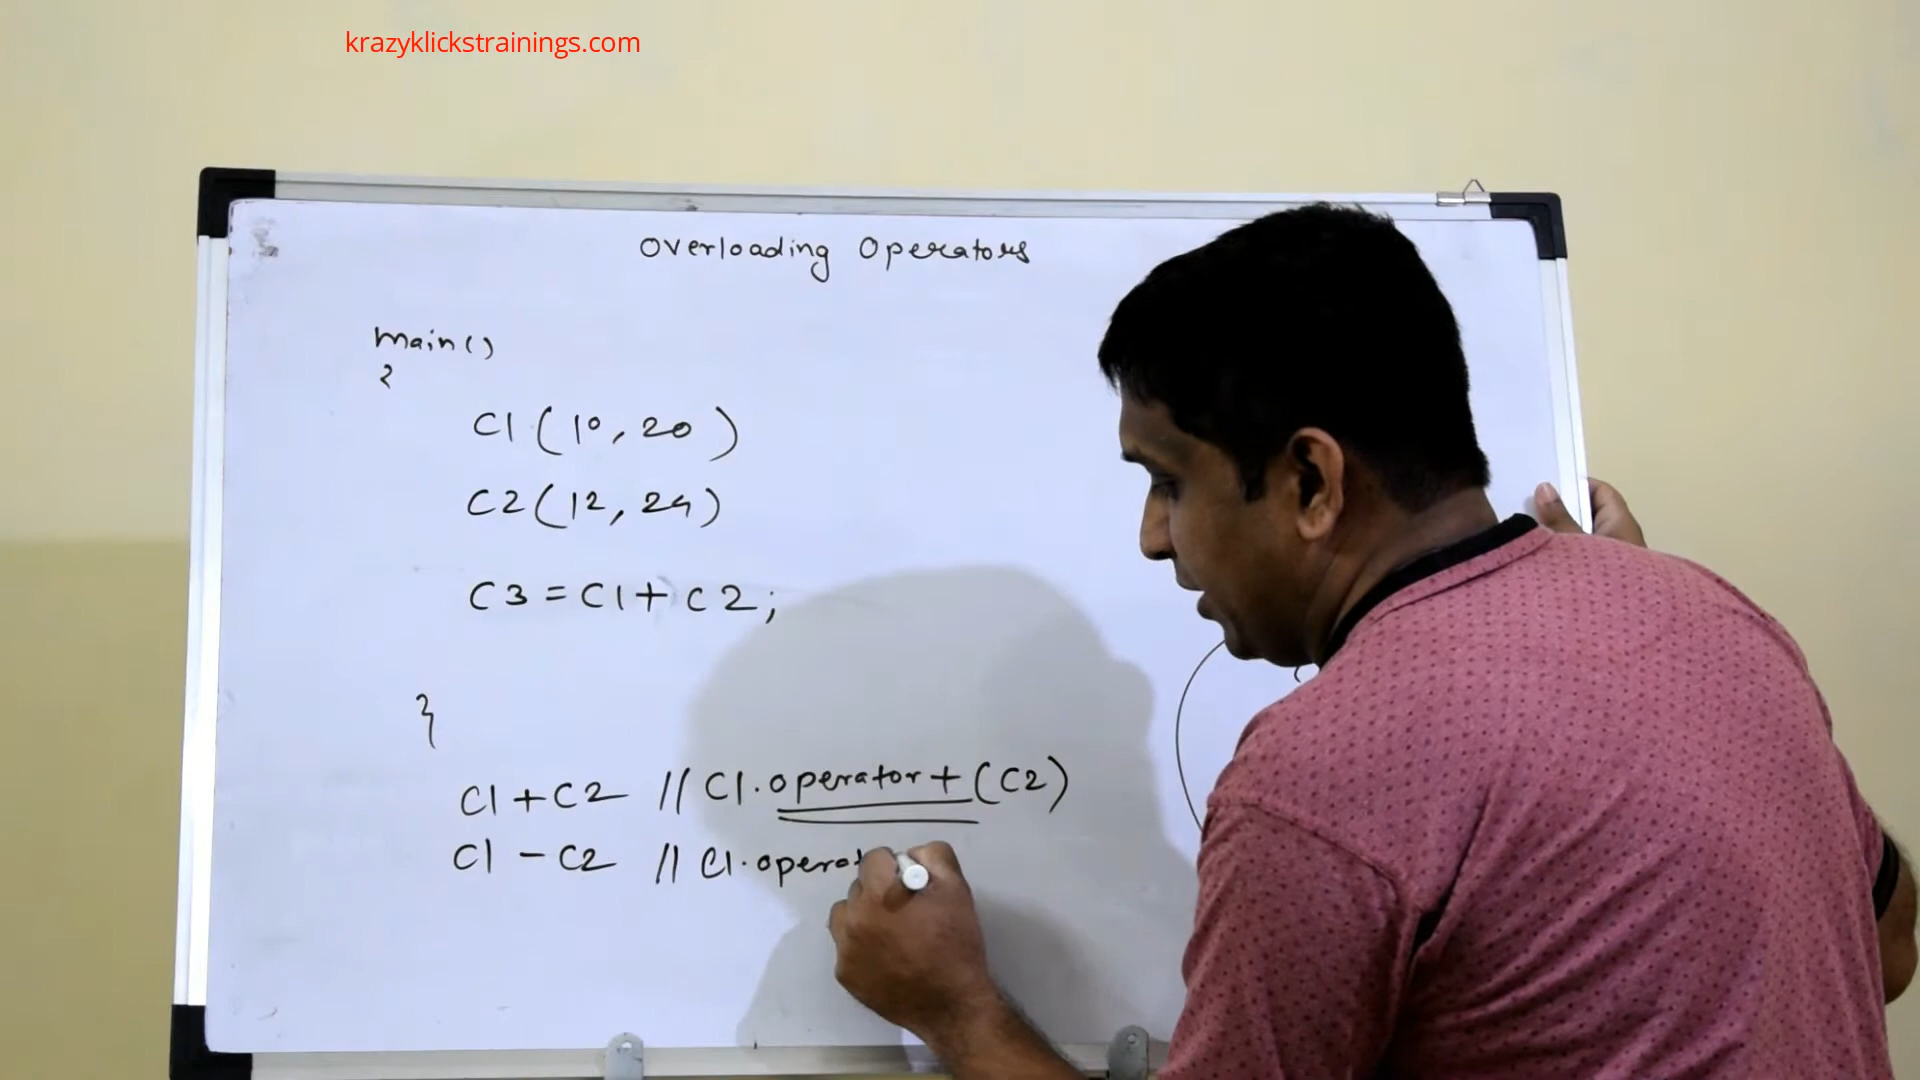 krazyklickstrainings.com
Overloading Operators
main()
{
C1(10,20)
C2(12,24)
C3=C1+C2;
}
C1+C2 // C1.operator+(C2)
C1-C2 // C1.operat